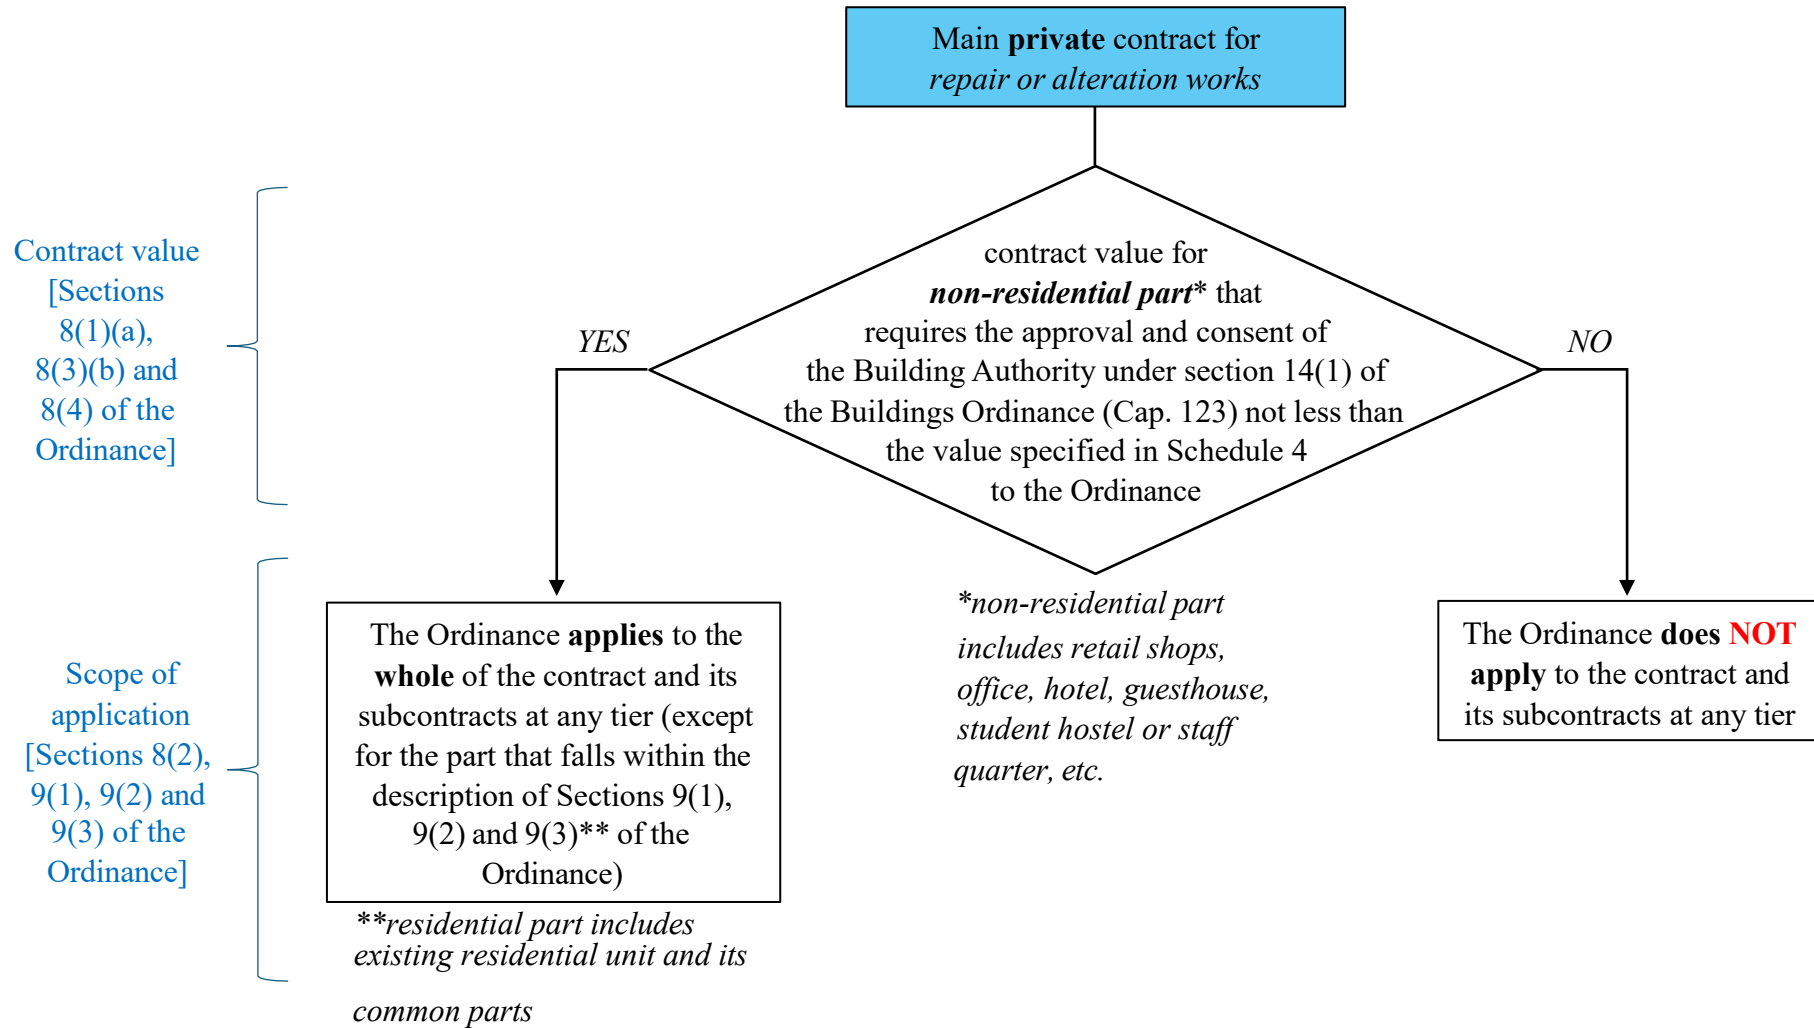 Main private contract for
repair or alteration works
Contract value
[Sections
8(1)(a),
8(3)(b) and
8(4) of the
Ordinance]
contract value for
non-residential part* that
requires the approval and consent of
the Building Authority under section 14(1) of
the Buildings Ordinance (Cap. 123) not less than
the value specified in Schedule 4
to the Ordinance
YES
NO
Scope of
application
[Sections 8(2),
9(1), 9(2) and
9(3) of the
Ordinance]
The Ordinance applies to the
whole of the contract and its
subcontracts at any tier (except
for the part that falls within the
description of Sections 9(1),
9(2) and 9(3)** of the
Ordinance)
**residential part includes
existing residential unit and its
common parts
*non-residential part
includes retail shops,
office, hotel, guesthouse,
student hostel or staff
quarter, etc.
The Ordinance does NOT
apply to the contract and
its subcontracts at any tier